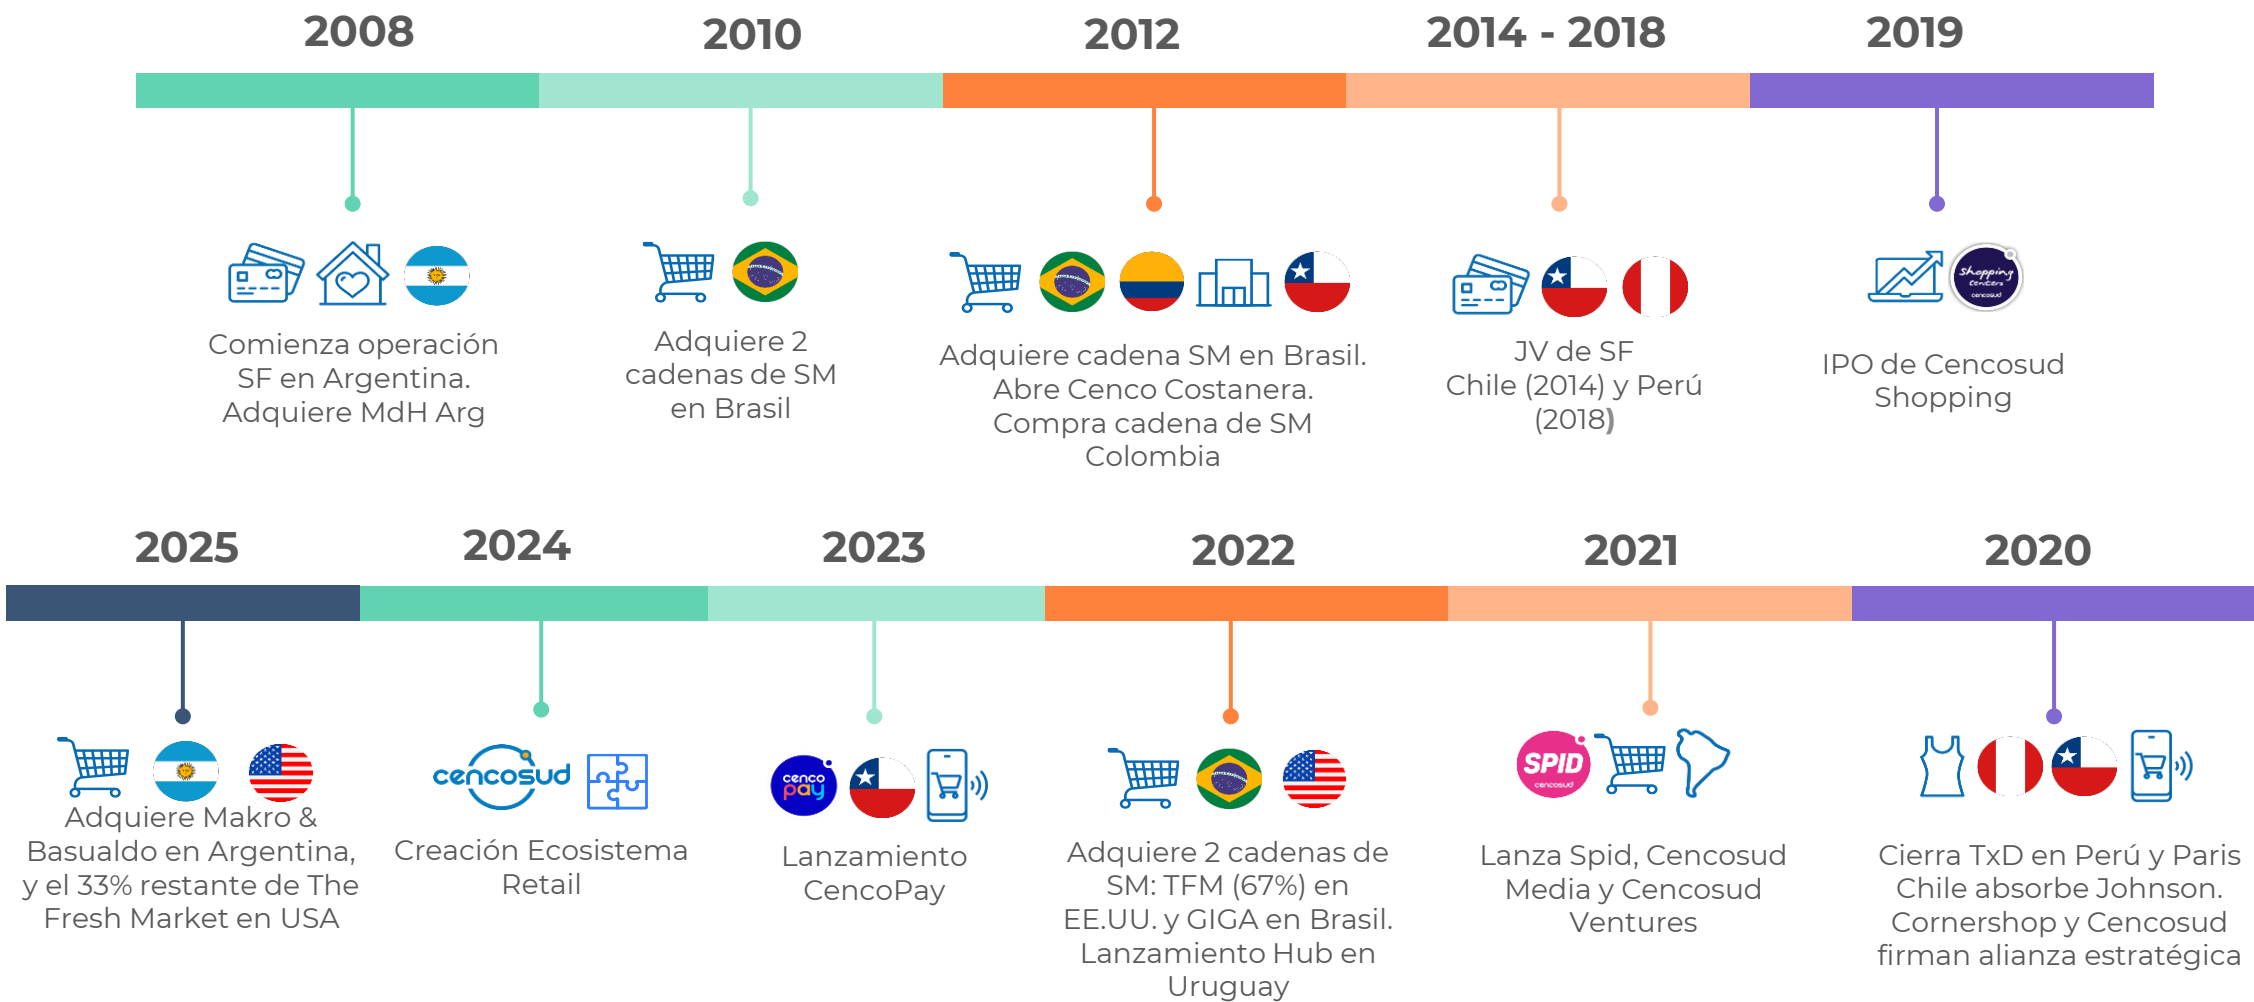 2008
2010
2012
2014 - 2018
2019
Comienza operación
SF en Argentina.
Adquiere MdH Arg
Adquiere 2
cadenas de SM
en Brasil
Adquiere cadena SM en Brasil.
Abre Cenco Costanera.
Compra cadena de SM
Colombia
JV de SF
Chile (2014) y Perú
(2018)
Shopping
Centers
cencosud
IPO de Cencosud
Shopping
2025
2024
2023
2022
2021
2020
Adquiere Makro &
Basualdo en Argentina,
y el 33% restante de The
Fresh Market en USA
cencosud
Creación Ecosistema
Retail
cenco
pay
Lanzamiento
CencoPay
Adquiere 2 cadenas de
SM: TFM (67%) en
EE.UU. y GIGA en Brasil.
Lanzamiento Hub en
Uruguay
SPID
cencosud
Lanza Spid, Cencosud
Media y Cencosud
Ventures
Cierra TxD en Perú y Paris
Chile absorbe Johnson.
Cornershop y Cencosud
firman alianza estratégica